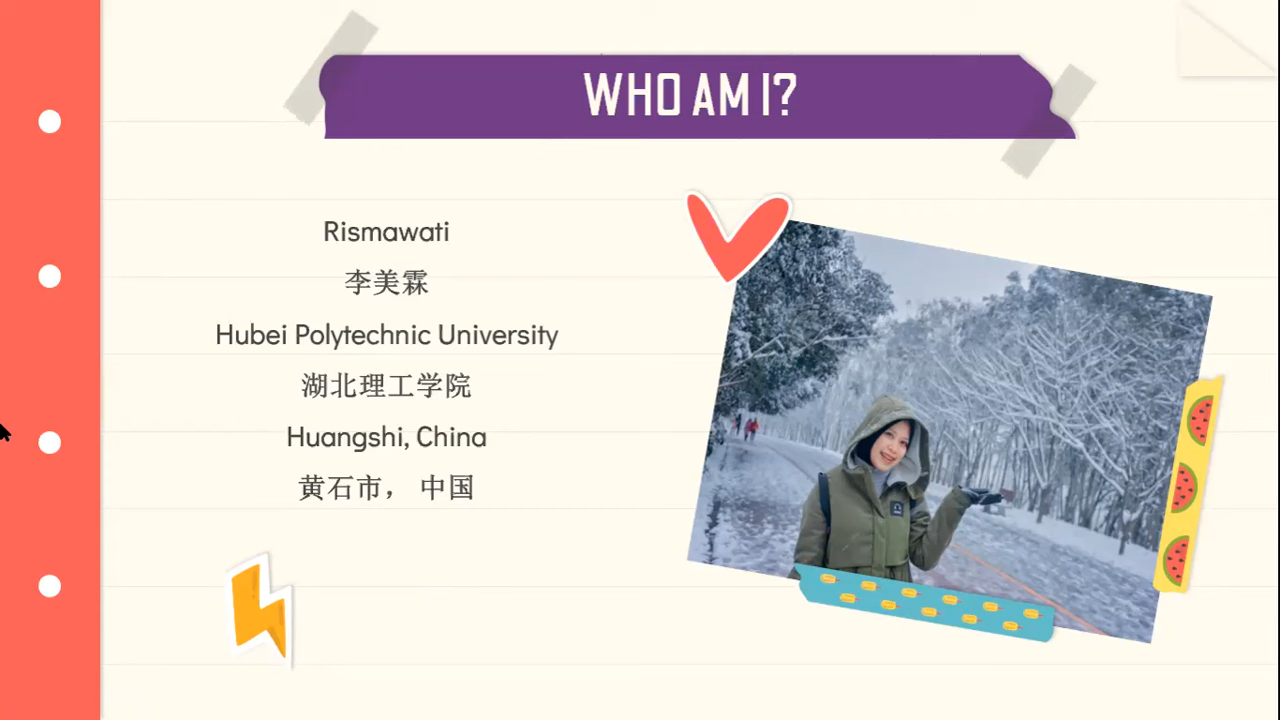 WHO AM I?
Rismawati
李美霖
Hubei Polytechnic University
湖北理工学院
Huangshi, China
黄石市， 中国